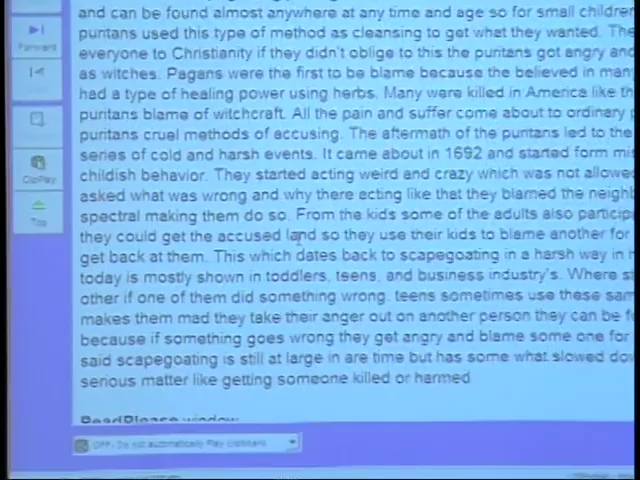 and can be found almost anywhere at any time and age so for small children
Forward
puritans used this type of method as cleansing to get what they wanted. The
everyone to Christianity if they didn't oblige to this the puritans got angry and
as witches. Pagans were the first to be blame because the believed in man
had a type of healing power using herbs. Many were killed in America like th
puritans blame of witchcraft. All the pain and suffer come about to ordinary p
puritans cruel methods of accusing. The aftermath of the puritans led to the
series of cold and harsh events. It came about in 1692 and started form mis
childish behavior. They started acting weird and crazy which was not allowe
asked what was wrong and why there acting like that they blamed the neighb
spectral making them do so. From the kids some of the adults also particip
Top
they could get the accused land so they use their kids to blame another for
get back at them. This which dates back to scapegoating in a harsh way in h
today is mostly shown in toddlers, teens, and business industry's. Where s
other if one of them did something wrong. teens sometimes use these sam
makes them mad they take their anger out on another person they can be f
because if something goes wrong they get angry and blame some one for
said scapegoating is still at large in are time but has some what slowed do
serious matter like getting someone killed or harmed
ReadPlease window
OFF: Do not automatically Play clipboard